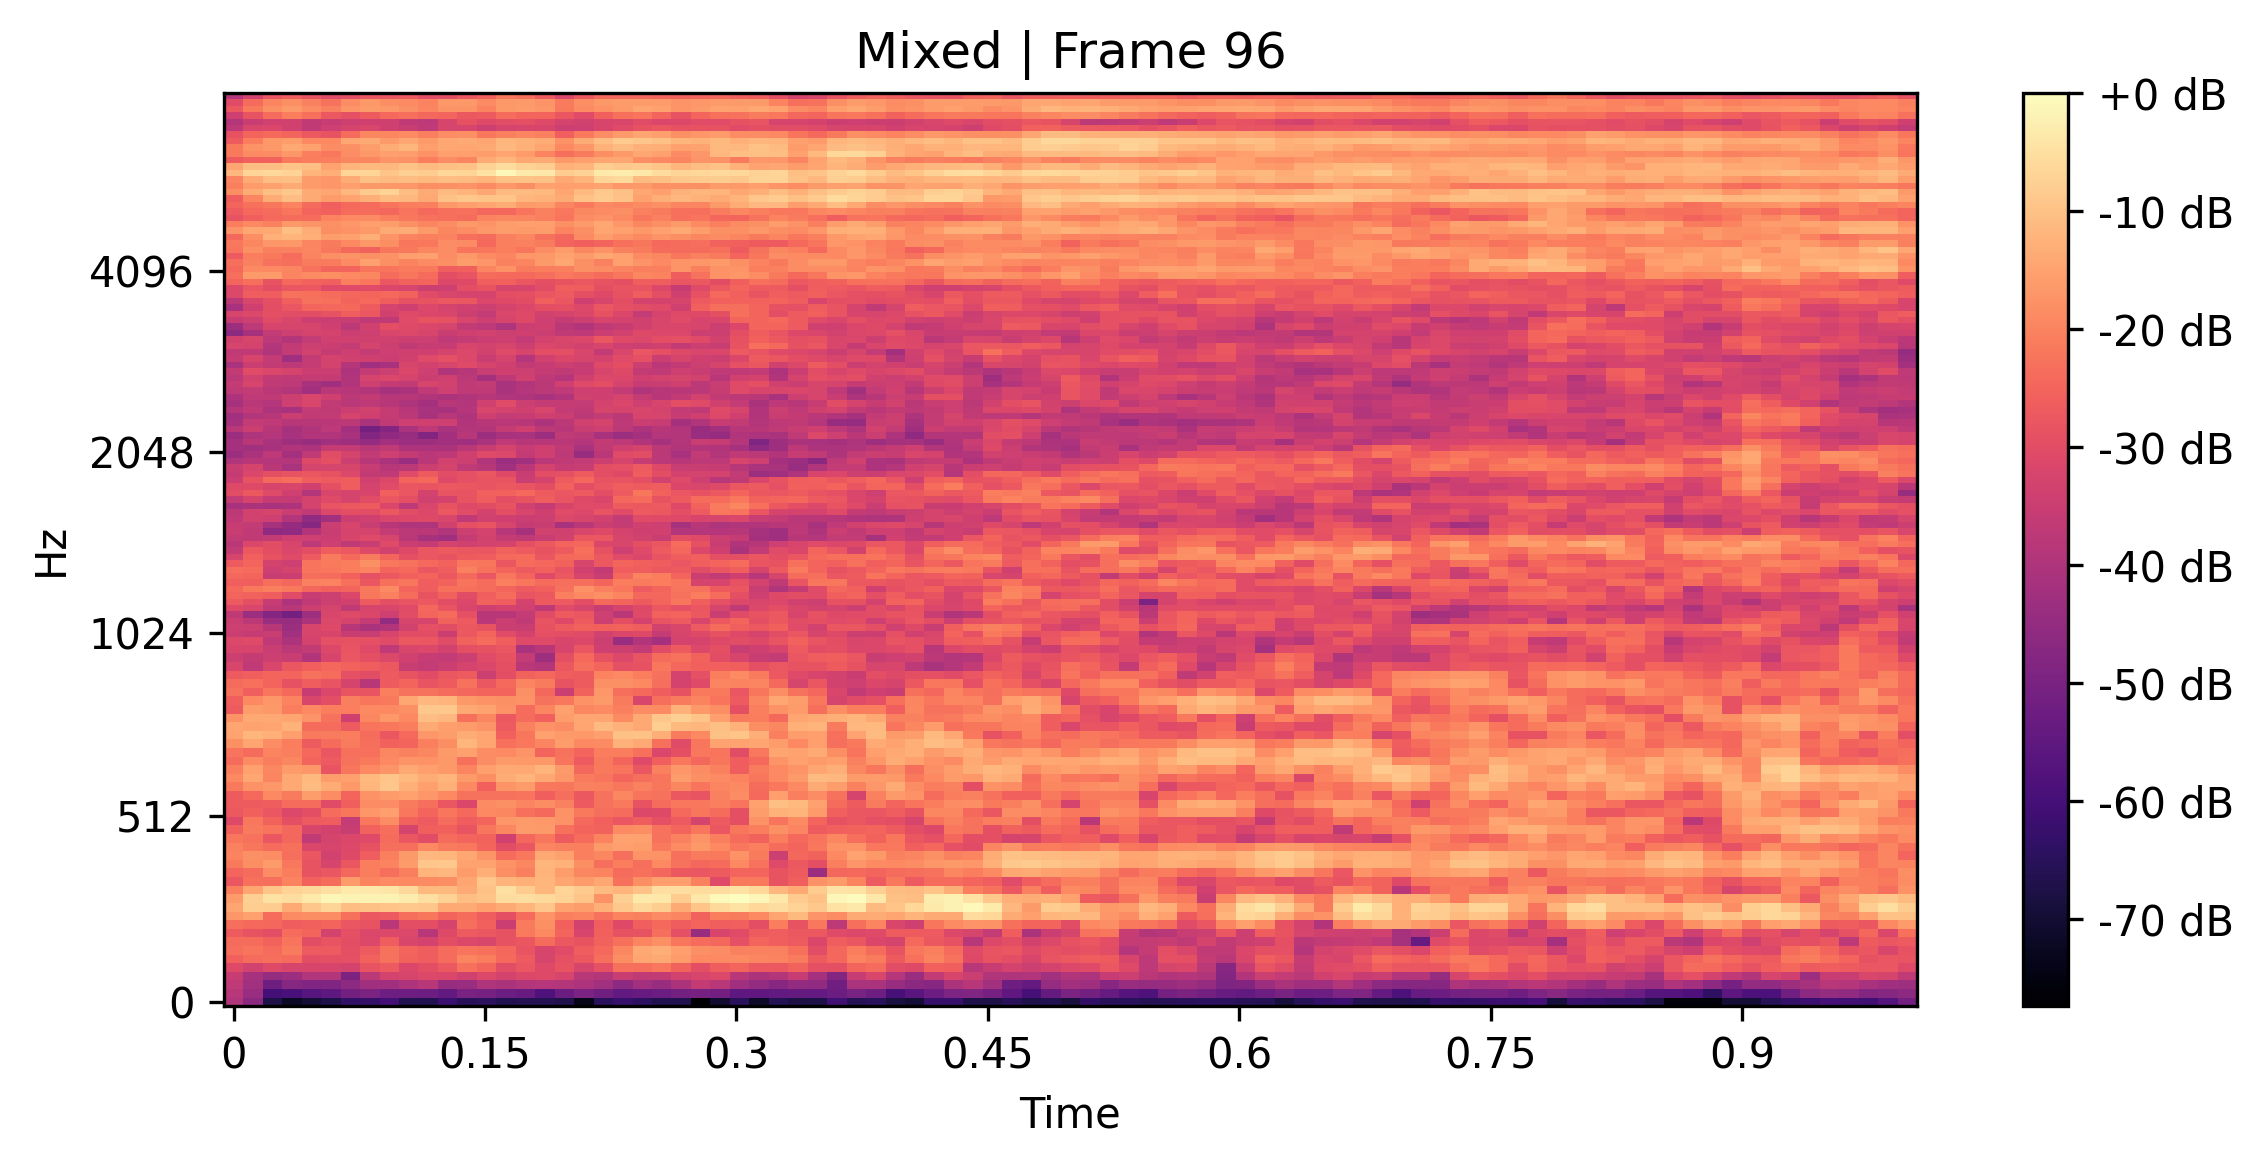 Mixed | Frame 96
Hz
4096
2048
1024
512
0
0 0.15 0.3 0.45 0.6 0.75 0.9
Time
+0 dB
-10 dB
-20 dB
-30 dB
-40 dB
-50 dB
-60 dB
-70 dB